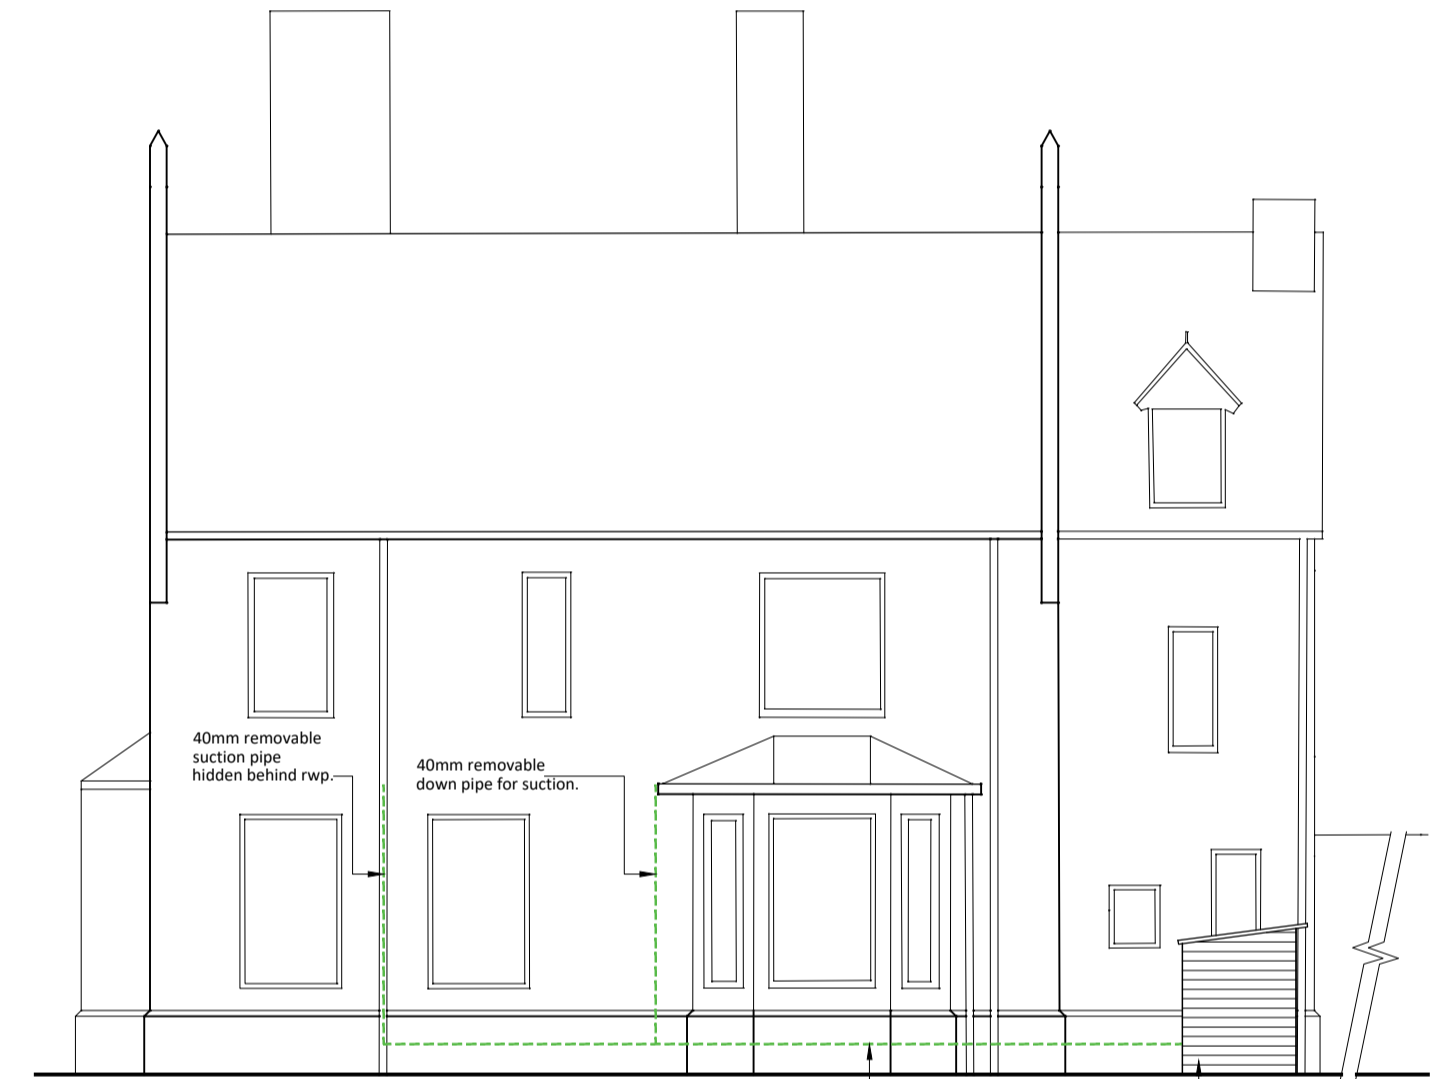 40mm removable
suction pipe
hidden behind rwp.
40mm removable
down pipe for suction.